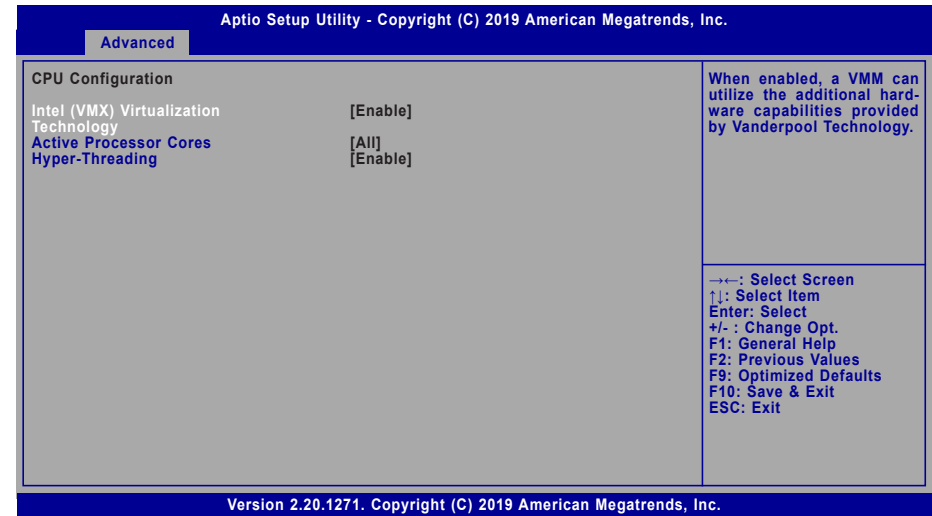 Aptio Setup Utility - Copyright (C) 2019 American Megatrends, Inc.
Advanced
CPU Configuration
Intel (VMX) Virtualization [Enable]
Technology
Active Processor Cores [All]
Hyper-Threading [Enable]
When enabled, a VMM can
utilize the additional hard-
ware capabilities provided
by Vanderpool Technology.
→←: Select Screen
↑↓: Select Item
Enter: Select
+/- : Change Opt.
F1: General Help
F2: Previous Values
F9: Optimized Defaults
F10: Save & Exit
ESC: Exit
Version 2.20.1271. Copyright (C) 2019 American Megatrends, Inc.